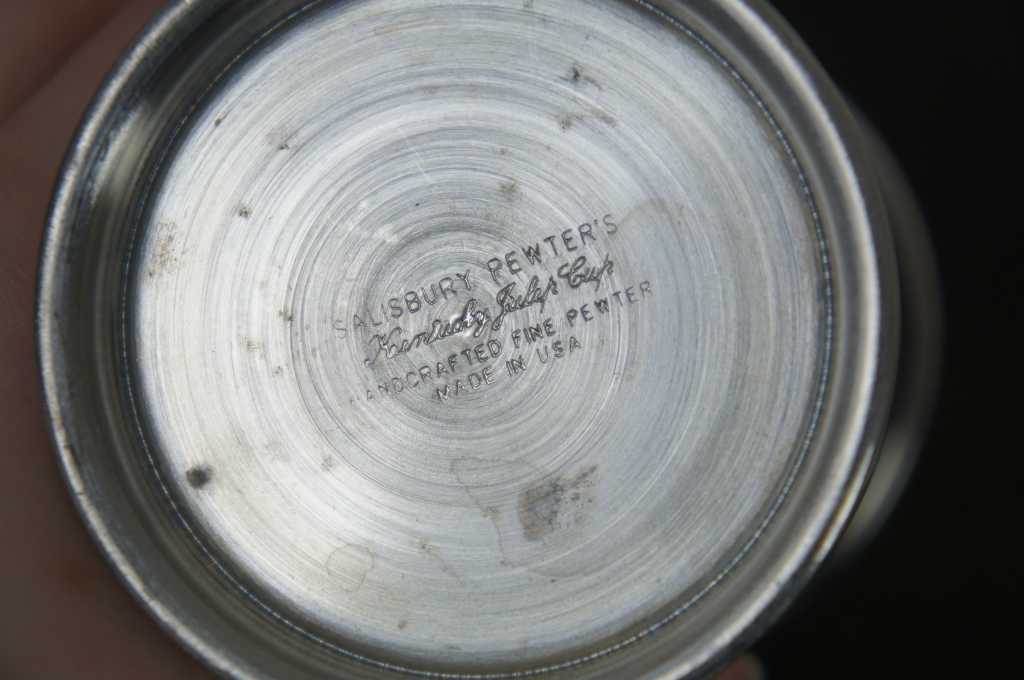 SALISBURY PEWTER'S
Kentucky Julep Cup
HANDCRAFTED FINE PEWTER
MADE IN USA